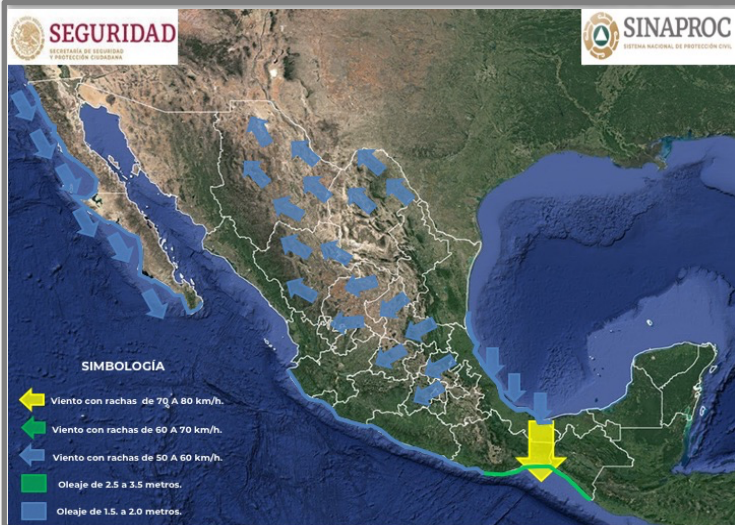 SEGURIDAD
SECRETARÍA DE SEGURIDAD
Y PROTECCIÓN CIUDADANA
SINAPROC
SISTEMA NACIONAL DE PROTECCIÓN CIVIL
SIMBOLOGÍA
Viento con rachas de 70 A 80 km/h.
Viento con rachas de 60 A 70 km/h.
Viento con rachas de 50 A 60 km/h.
Oleaje de 2.5 a 3.5 metros.
Oleaje de 1.5. a 2.0 metros.